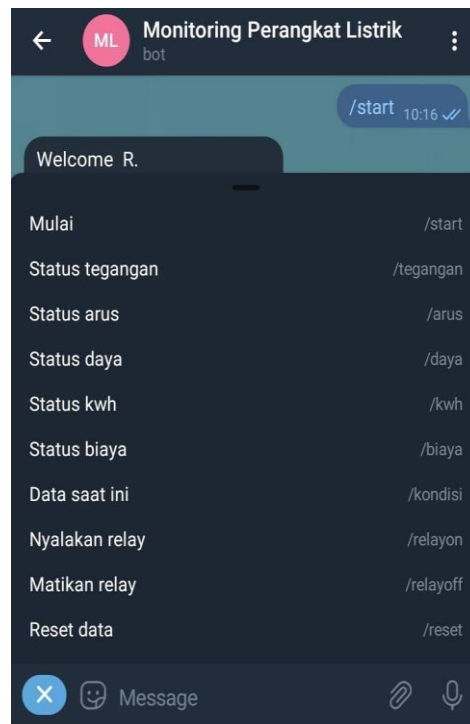 ML
Monitoring Perangkat Listrik
bot
/start 10:16
Welcome R.
Mulai /start
Status tegangan /tegangan
Status arus /arus
Status daya /daya
Status kwh /kwh
Status biaya /biaya
Data saat ini /kondisi
Nyalakan relay /relayon
Matikan relay /relayoff
Reset data /reset
Message